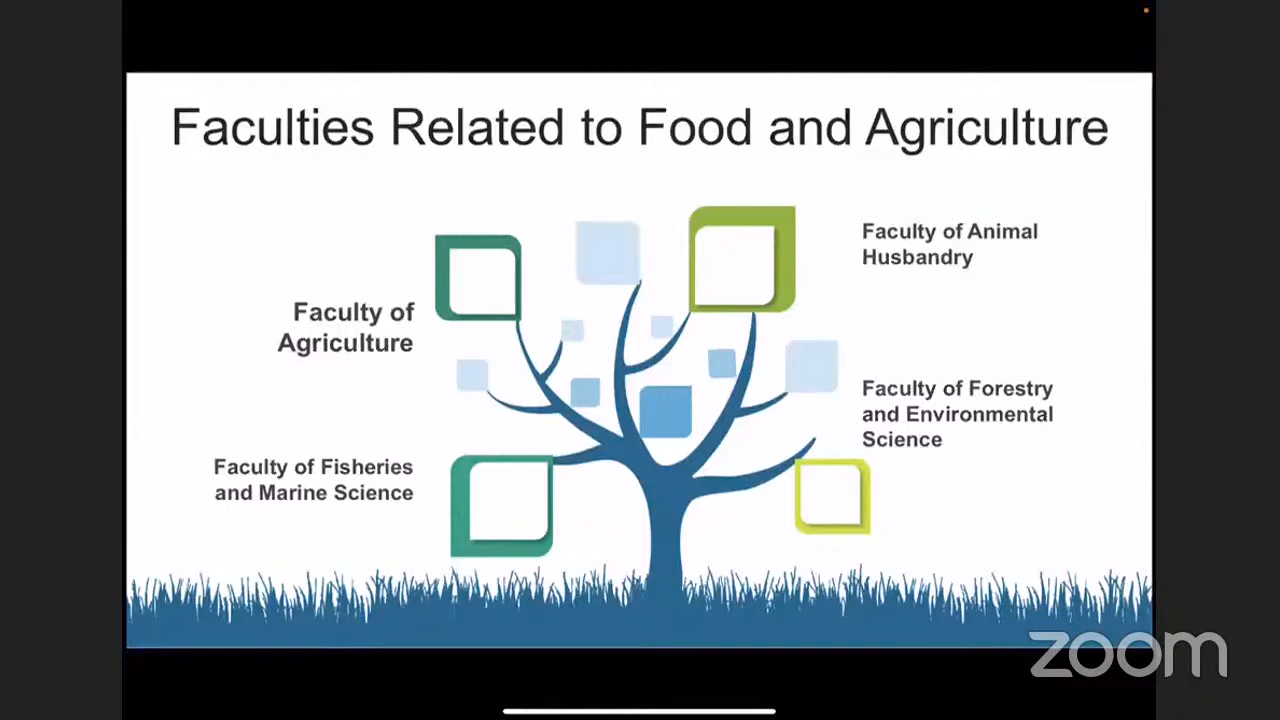 Faculties Related to Food and Agriculture
Faculty of
Agriculture
Faculty of Fisheries
and Marine Science
Faculty of Animal
Husbandry
Faculty of Forestry
and Environmental
Science
zoom